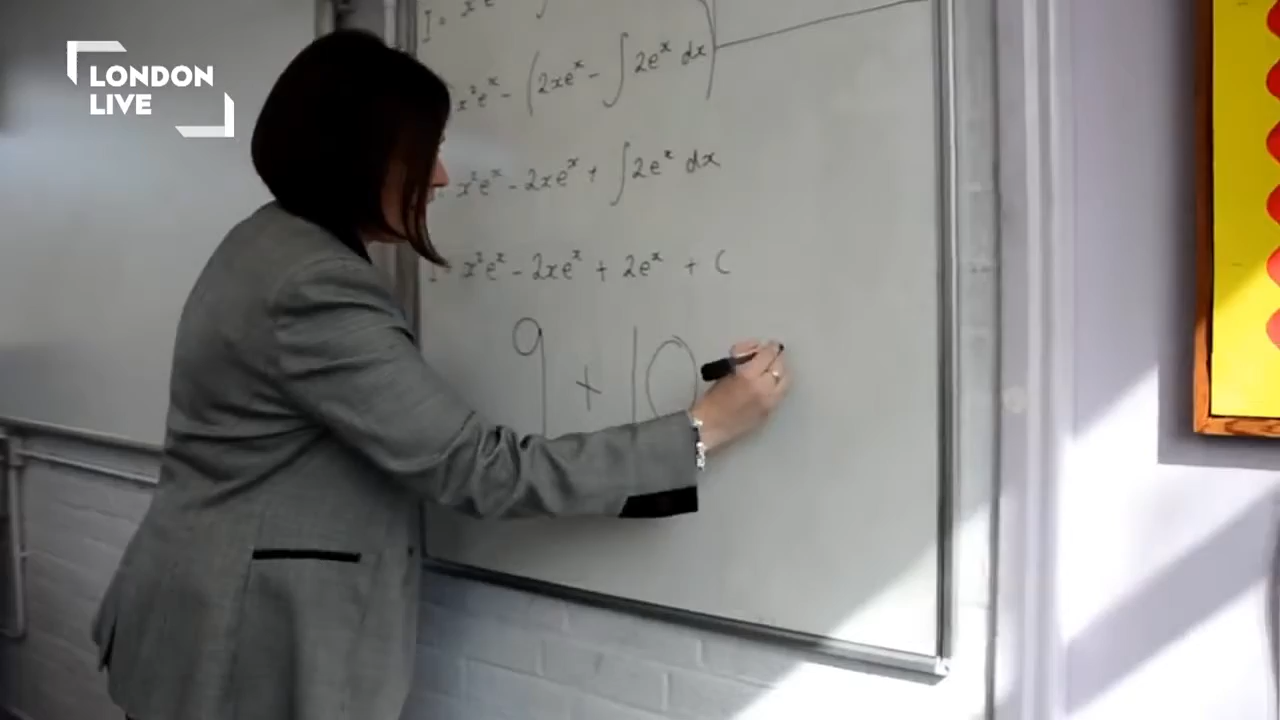 LONDON
LIVE
I = x
x²eˣ - (2xeˣ - ∫2eˣ dx)
x²eˣ - 2xeˣ + ∫2eˣ dx
I = x²eˣ - 2xeˣ + 2eˣ + C
9 + 10